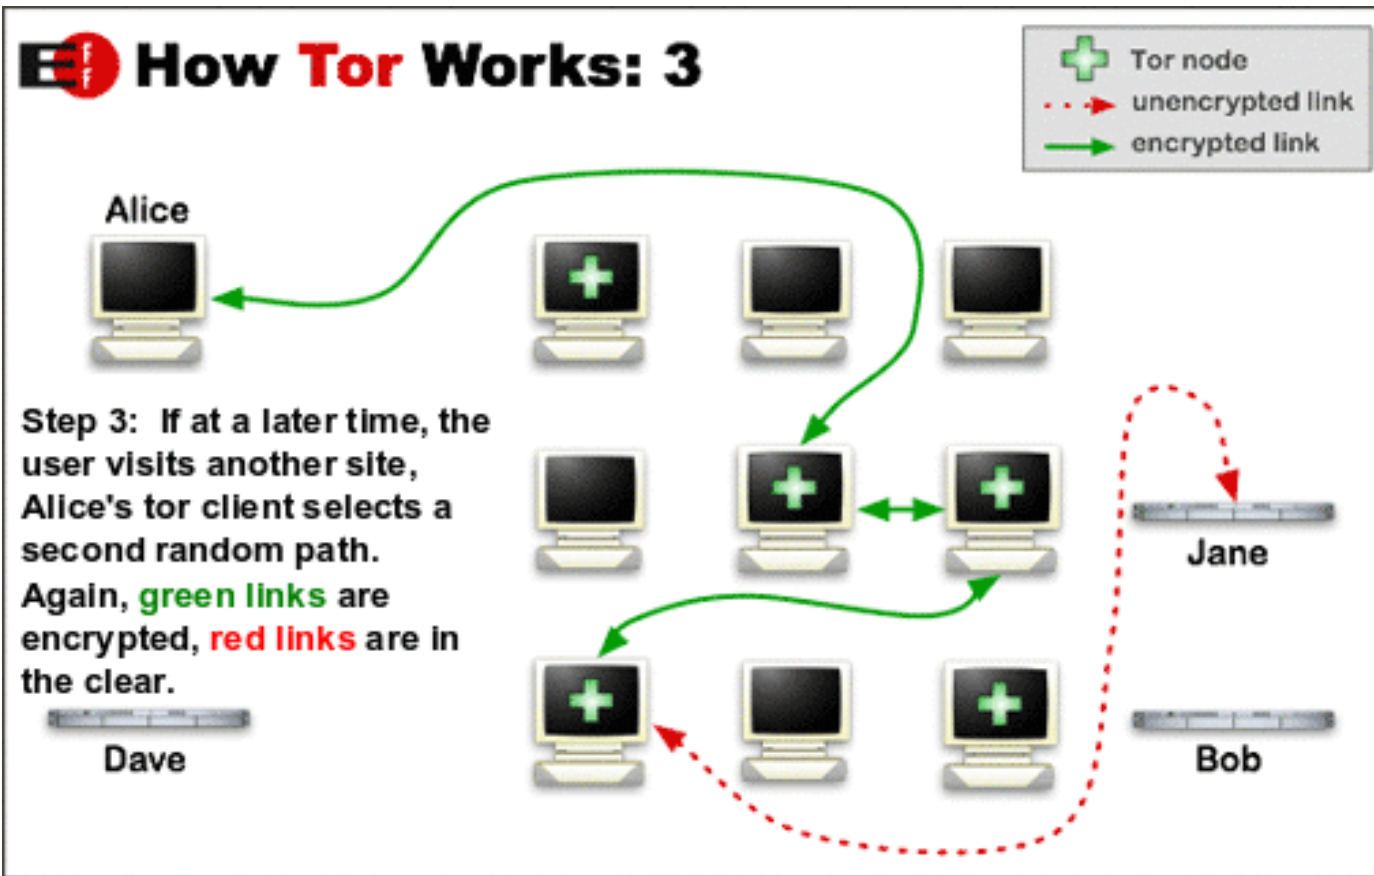 EFF How Tor Works: 3
Tor node
unencrypted link
encrypted link
Alice
Step 3: If at a later time, the
user visits another site,
Alice's tor client selects a
second random path.
Again, green links are
encrypted, red links are in
the clear.
Jane
Dave
Bob